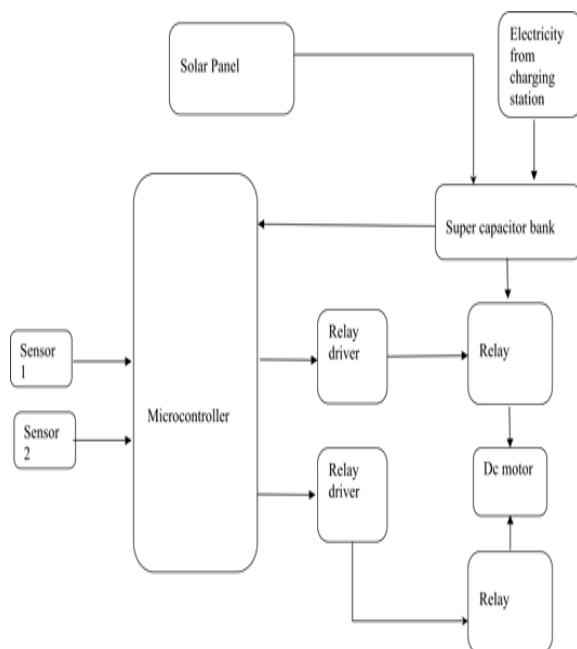 Electricity
from
charging
station
Solar Panel
Super capacitor bank
Relay
driver
Relay
Sensor
1
Microcontroller
Sensor
2
Relay
driver
Dc motor
Relay